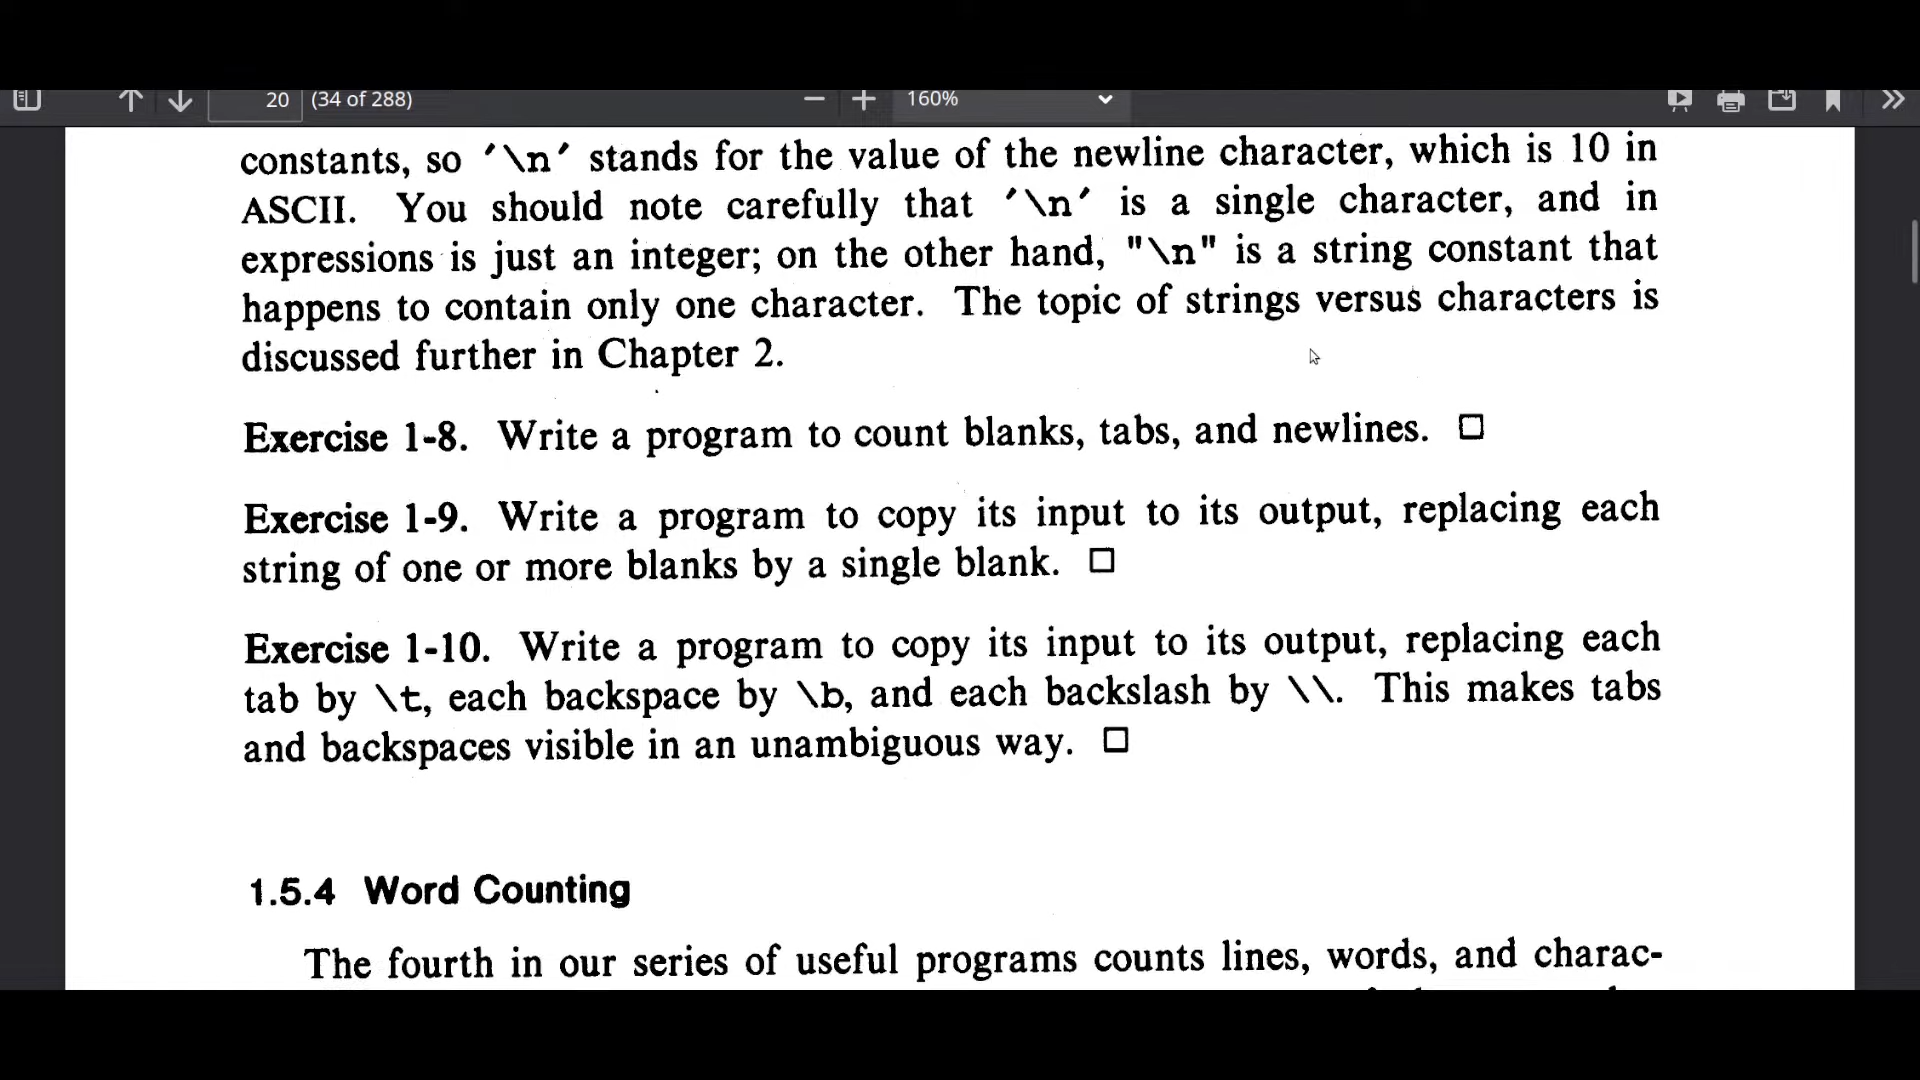 20 (34 of 288) 160%
constants, so '\n' stands for the value of the newline character, which is 10 in
ASCII. You should note carefully that '\n' is a single character, and in
expressions is just an integer; on the other hand, "\n" is a string constant that
happens to contain only one character. The topic of strings versus characters is
discussed further in Chapter 2.
Exercise 1-8. Write a program to count blanks, tabs, and newlines. □
Exercise 1-9. Write a program to copy its input to its output, replacing each
string of one or more blanks by a single blank. □
Exercise 1-10. Write a program to copy its input to its output, replacing each
tab by \t, each backspace by \b, and each backslash by \\. This makes tabs
and backspaces visible in an unambiguous way. □
1.5.4 Word Counting
The fourth in our series of useful programs counts lines, words, and charac-